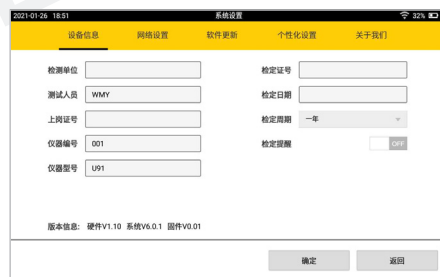 2021-01-26 18:51 系统设置 32%
设备信息 网络设置 软件更新 个性化设置 关于我们
检测单位 检定证号
测试人员 WMY 检定日期
上岗证号 检定周期 一年
仪器编号 001 检定提醒 OFF
仪器型号 U91
版本信息: 硬件V1.10 系统V6.0.1 固件V0.01
确定 返回